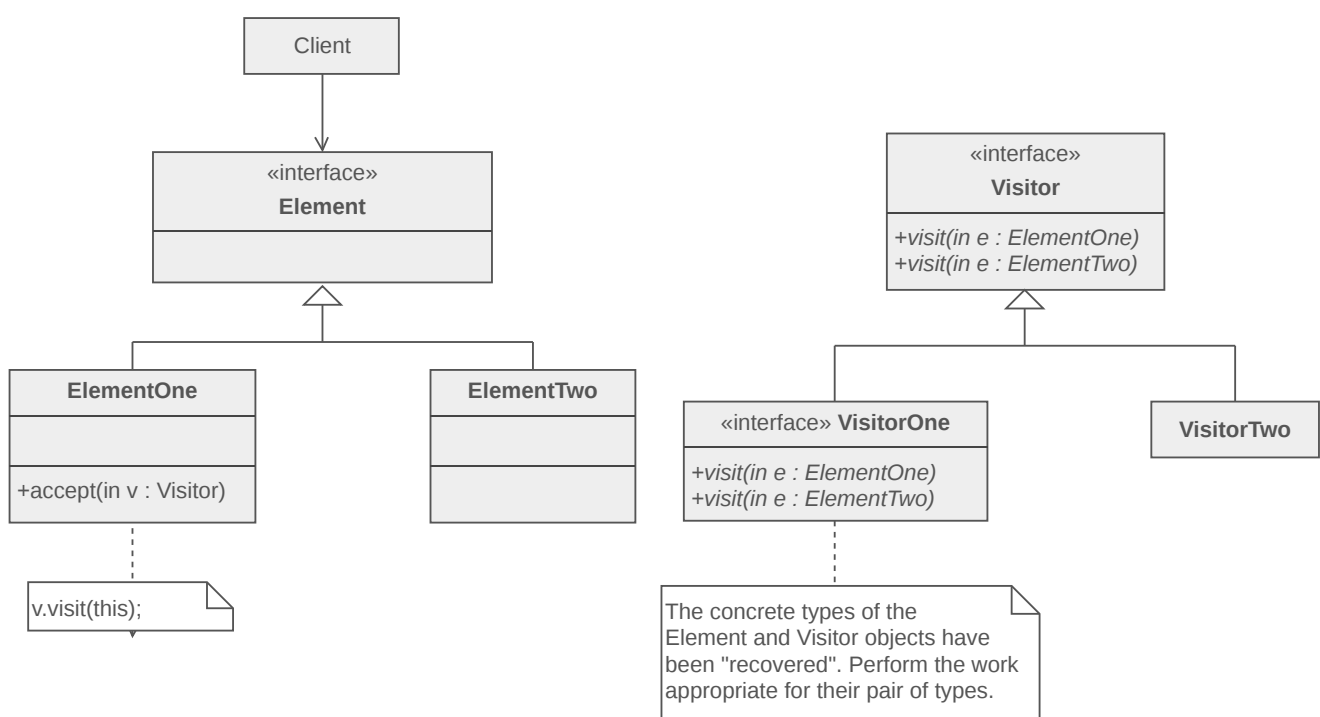 Client
«interface»
Element
ElementOne
+accept(in v : Visitor)
v.visit(this);
ElementTwo
«interface»
Visitor
+visit(in e : ElementOne)
+visit(in e : ElementTwo)
«interface» VisitorOne
+visit(in e : ElementOne)
+visit(in e : ElementTwo)
The concrete types of the
Element and Visitor objects have
been "recovered". Perform the work
appropriate for their pair of types.
VisitorTwo